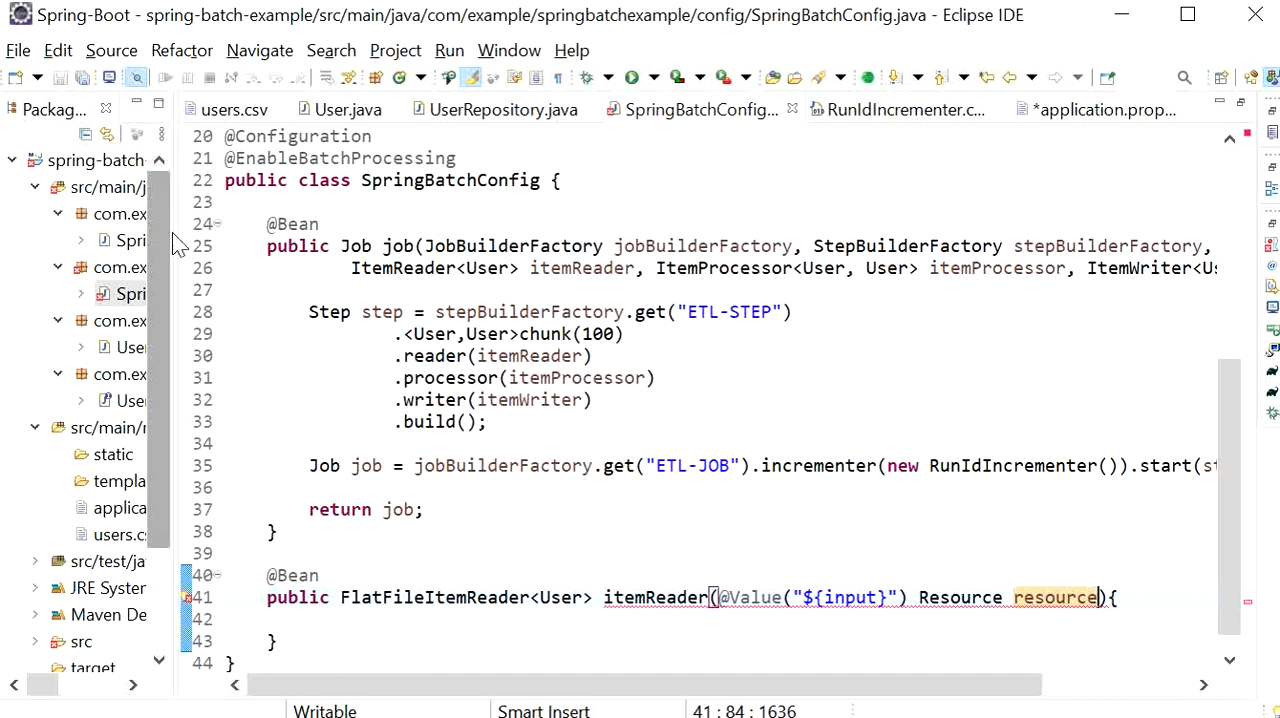 Spring-Boot - spring-batch-example/src/main/java/com/example/springbatchexample/config/SpringBatchConfig.java - Eclipse IDE
File Edit Source Refactor Navigate Search Project Run Window Help
Packag...
users.csv
User.java
UserRepository.java
SpringBatchConfig...
RunIdIncrementer.c...
*application.prop...
spring-batch-
src/main/j
com.ex
Spri
com.ex
Spri
com.ex
Use
com.ex
Use
src/main/r
static
templa
applica
users.cs
src/test/ja
JRE System
Maven De
src
target
20 @Configuration
21 @EnableBatchProcessing
22 public class SpringBatchConfig {
23
24 @Bean
25 public Job job(JobBuilderFactory jobBuilderFactory, StepBuilderFactory stepBuilderFactory,
26 ItemReader<User> itemReader, ItemProcessor<User, User> itemProcessor, ItemWriter<Us
27
28 Step step = stepBuilderFactory.get("ETL-STEP")
29 .<User,User>chunk(100)
30 .reader(itemReader)
31 .processor(itemProcessor)
32 .writer(itemWriter)
33 .build();
34
35 Job job = jobBuilderFactory.get("ETL-JOB").incrementer(new RunIdIncrementer()).start(st
36
37 return job;
38 }
39
40 @Bean
41 public FlatFileItemReader<User> itemReader(@Value("${input}") Resource resource){
42
43 }
44 }
Writable
Smart Insert
41 : 84 : 1636